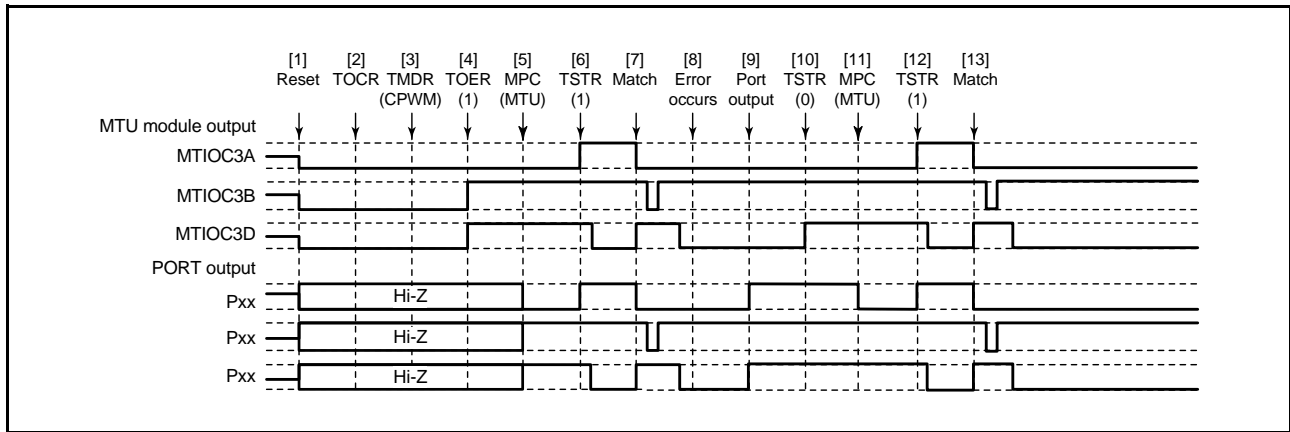 [1] [2] [3] [4] [5] [6] [7] [8] [9] [10] [11] [12] [13]
Reset TOCR TMDR TOER MPC TSTR Match Error Port TSTR MPC TSTR Match
(CPWM) (1) (MTU) (1) occurs output (0) (MTU) (1)
MTU module output
MTIOC3A
MTIOC3B
MTIOC3D
PORT output
Pxx Hi-Z
Pxx Hi-Z
Pxx Hi-Z